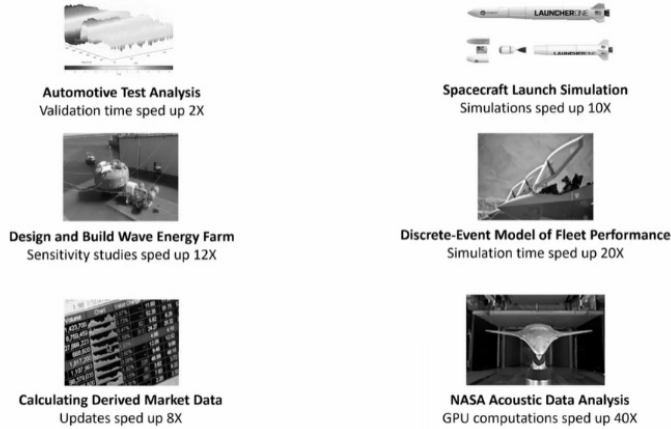 LAUNCHERONE
Automotive Test Analysis
Validation time sped up 2X
Spacecraft Launch Simulation
Simulations sped up 10X
Design and Build Wave Energy Farm
Sensitivity studies sped up 12X
Discrete-Event Model of Fleet Performance
Simulation time sped up 20X
Calculating Derived Market Data
Updates sped up 8X
NASA Acoustic Data Analysis
GPU computations sped up 40X